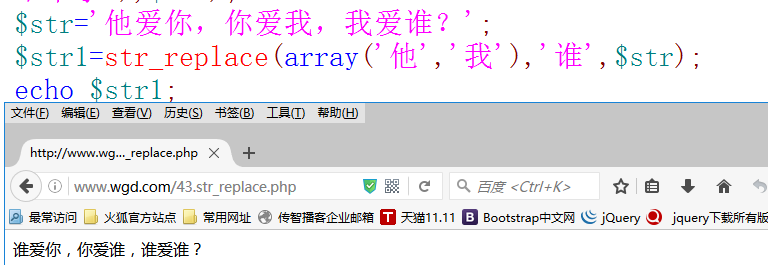 $str='他爱你，你爱我，我爱谁？';
$str1=str_replace(array('他','我'),'谁',$str);
echo $str1;
文件(F) 编辑(E) 查看(V) 历史(S) 书签(B) 工具(T) 帮助(H)
http://www.wg..._replace.php
www.wgd.com/43.str_replace.php 百度 <Ctrl+K>
最常访问 火狐官方站点 常用网址 传智播客企业邮箱 天猫11.11 Bootstrap中文网 jQuery jquery下载所有版
谁爱你，你爱谁，谁爱谁？